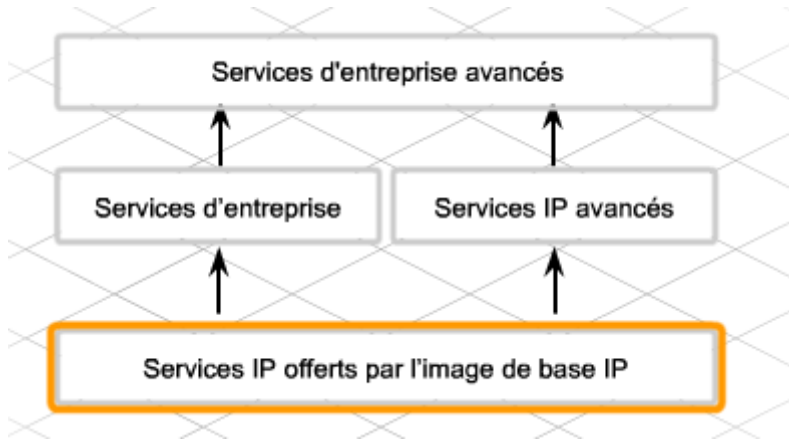 Services d'entreprise avancés
Services d’entreprise
Services IP avancés
Services IP offerts par l’image de base IP